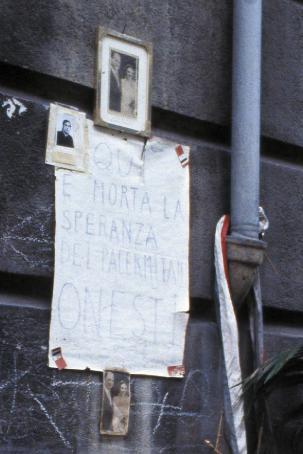 QUI
È MORTA LA
SPERANZA
DEI PALERMITANI
ONESTI